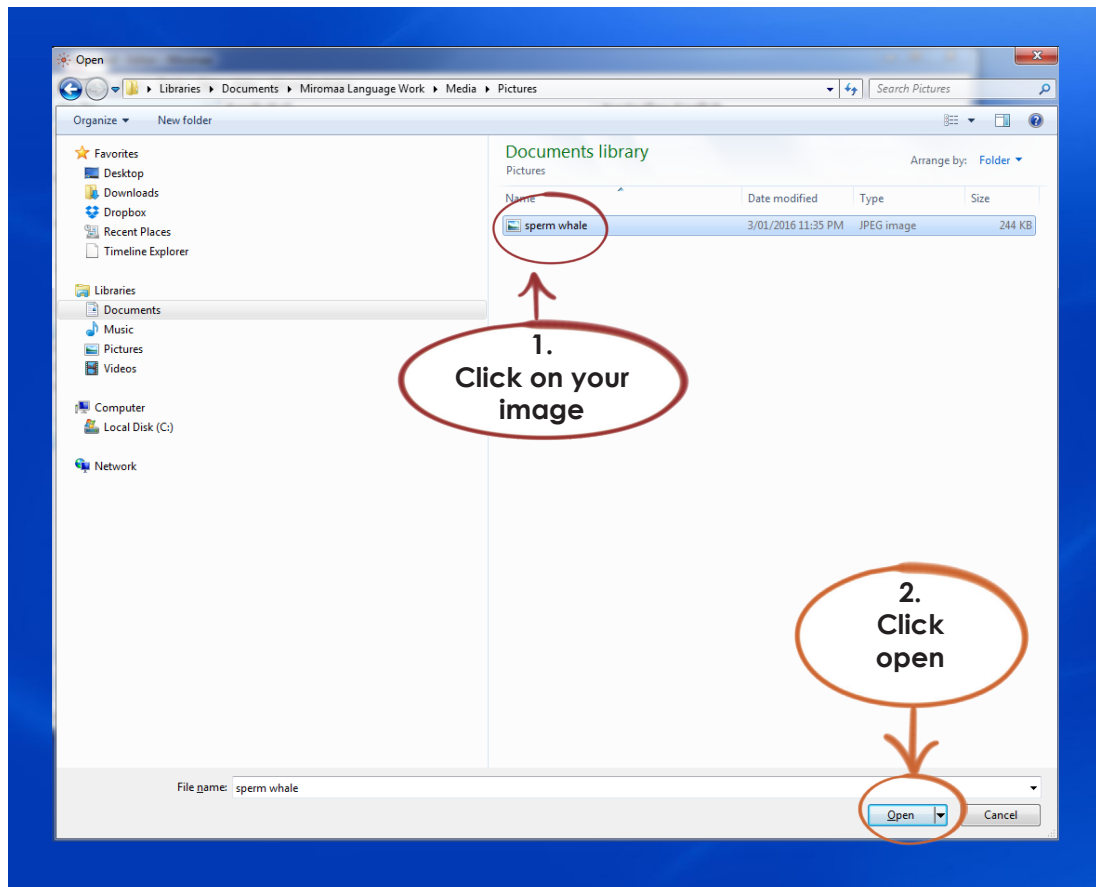 Open
Libraries ▸ Documents ▸ Miromaa Language Work ▸ Media ▸ Pictures
Search Pictures
Organize
New folder
Favorites
Desktop
Downloads
Dropbox
Recent Places
Timeline Explorer
Libraries
Documents
Music
Pictures
Videos
Computer
Local Disk (C:)
Network
Documents library
Pictures
Arrange by: Folder
Name Date modified Type Size
sperm whale 3/01/2016 11:35 PM JPEG image 244 KB
1.
Click on your
image
2.
Click
open
File name: sperm whale
Open
Cancel